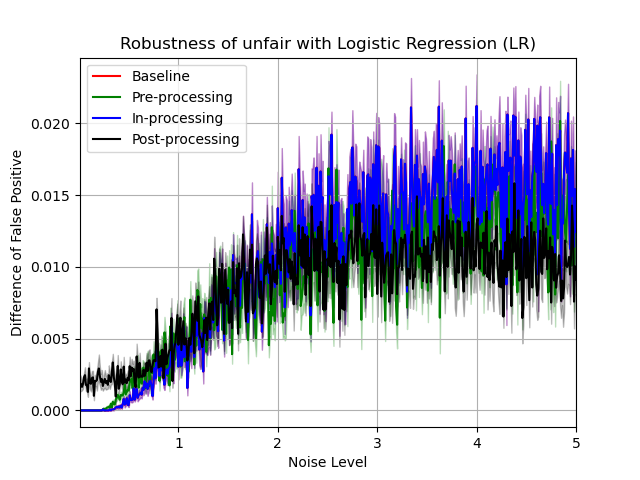 Robustness of unfair with Logistic Regression (LR)
Baseline
Pre-processing
In-processing
Post-processing
Difference of False Positive
0.020
0.015
0.010
0.005
0.000
1 2 3 4 5
Noise Level